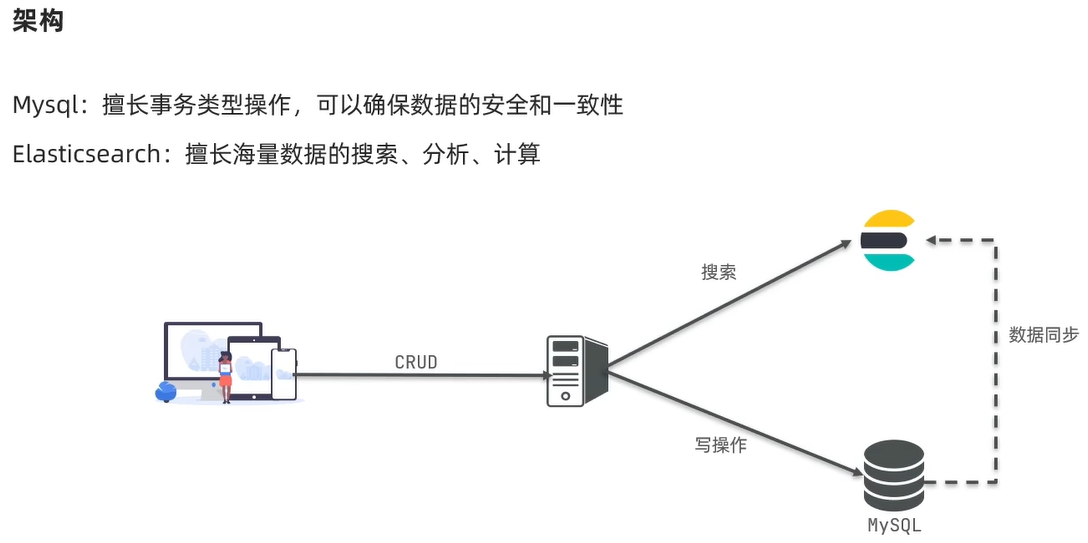 架构
Mysql：擅长事务类型操作，可以确保数据的安全和一致性
Elasticsearch：擅长海量数据的搜索、分析、计算
搜索
数据同步
CRUD
写操作
MySQL